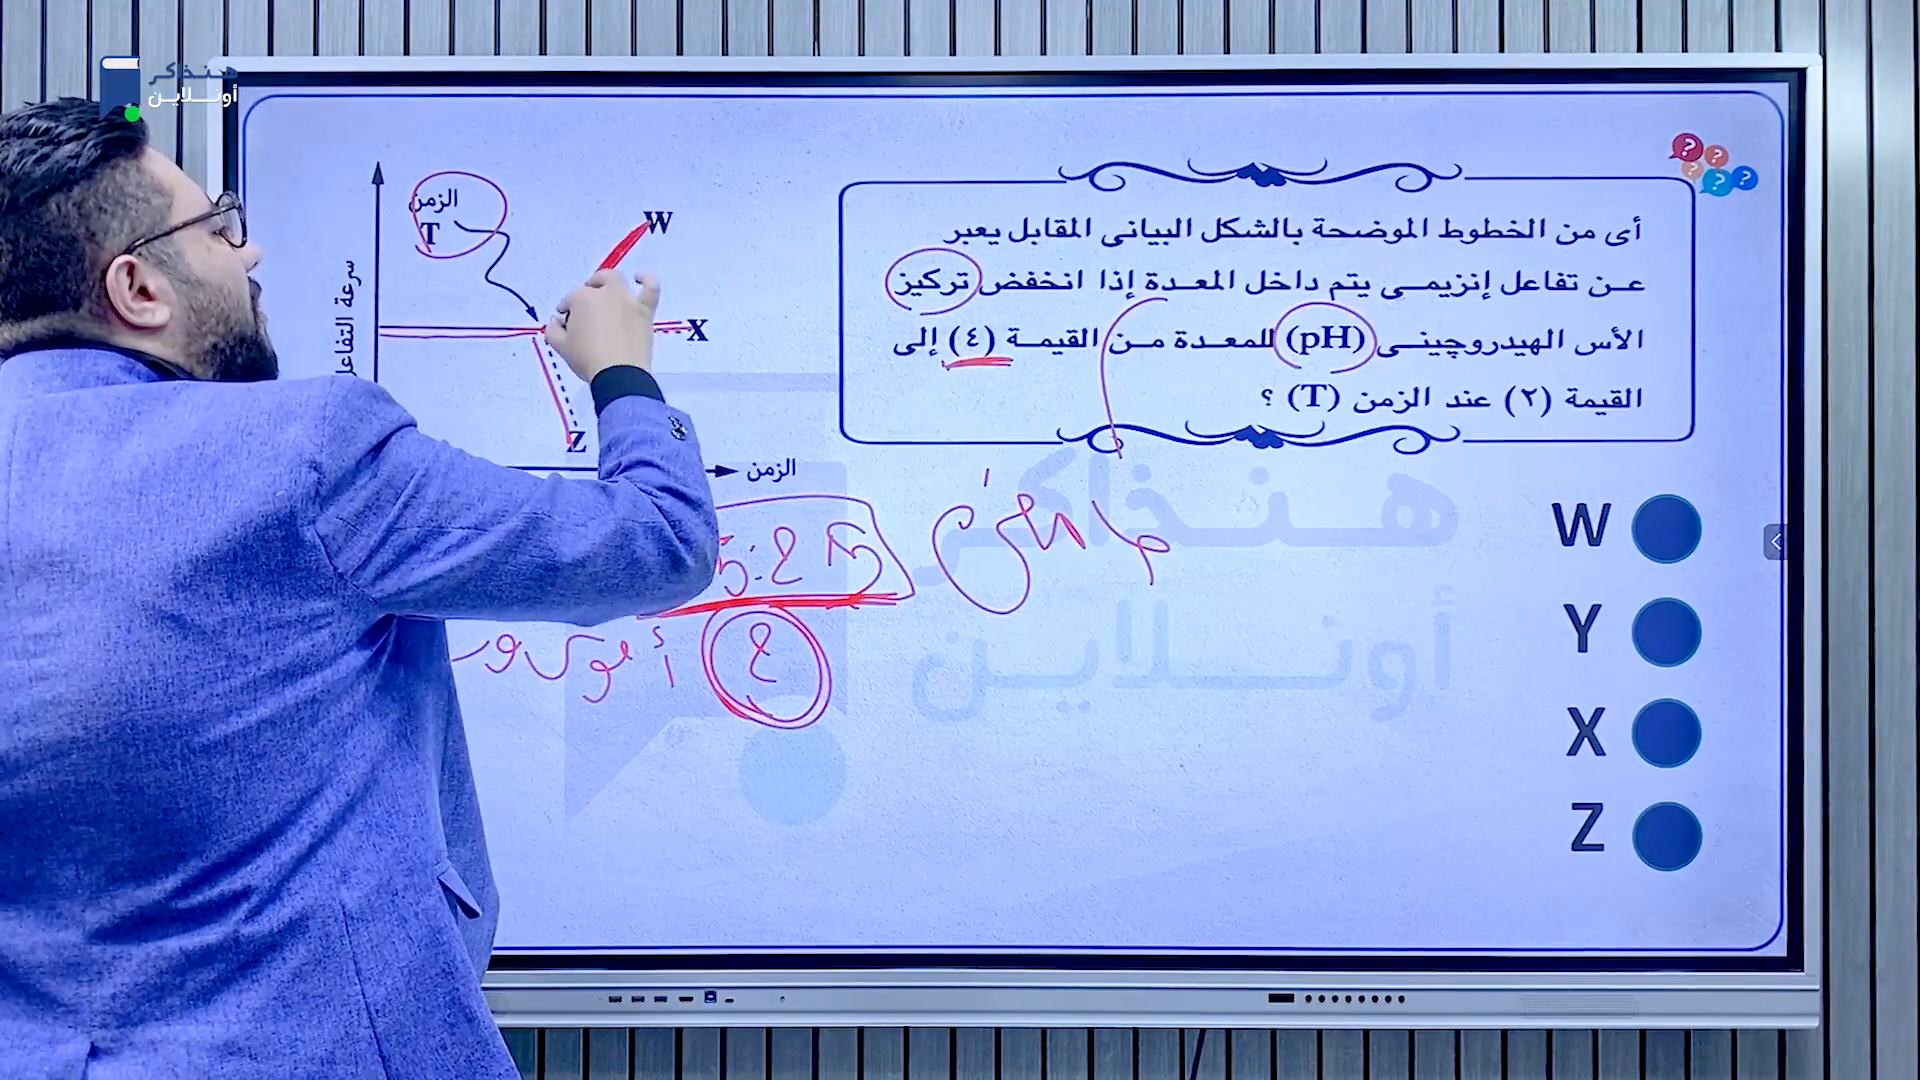 هنذاكر
أونلاين
أى من الخطوط الموضحة بالشكل البيانى المقابل يعبر
عن تفاعل إنزيمى يتم داخل المعدة إذا انخفض تركيز
الأس الهيدروچينى (pH) للمعدة من القيمة (٤) إلى
القيمة (٢) عند الزمن (T) ؟
الزمن
T
W
X
Z
سرعة التفاعل
الزمن
W
Y
X
Z
هنذاكر
أونلاين